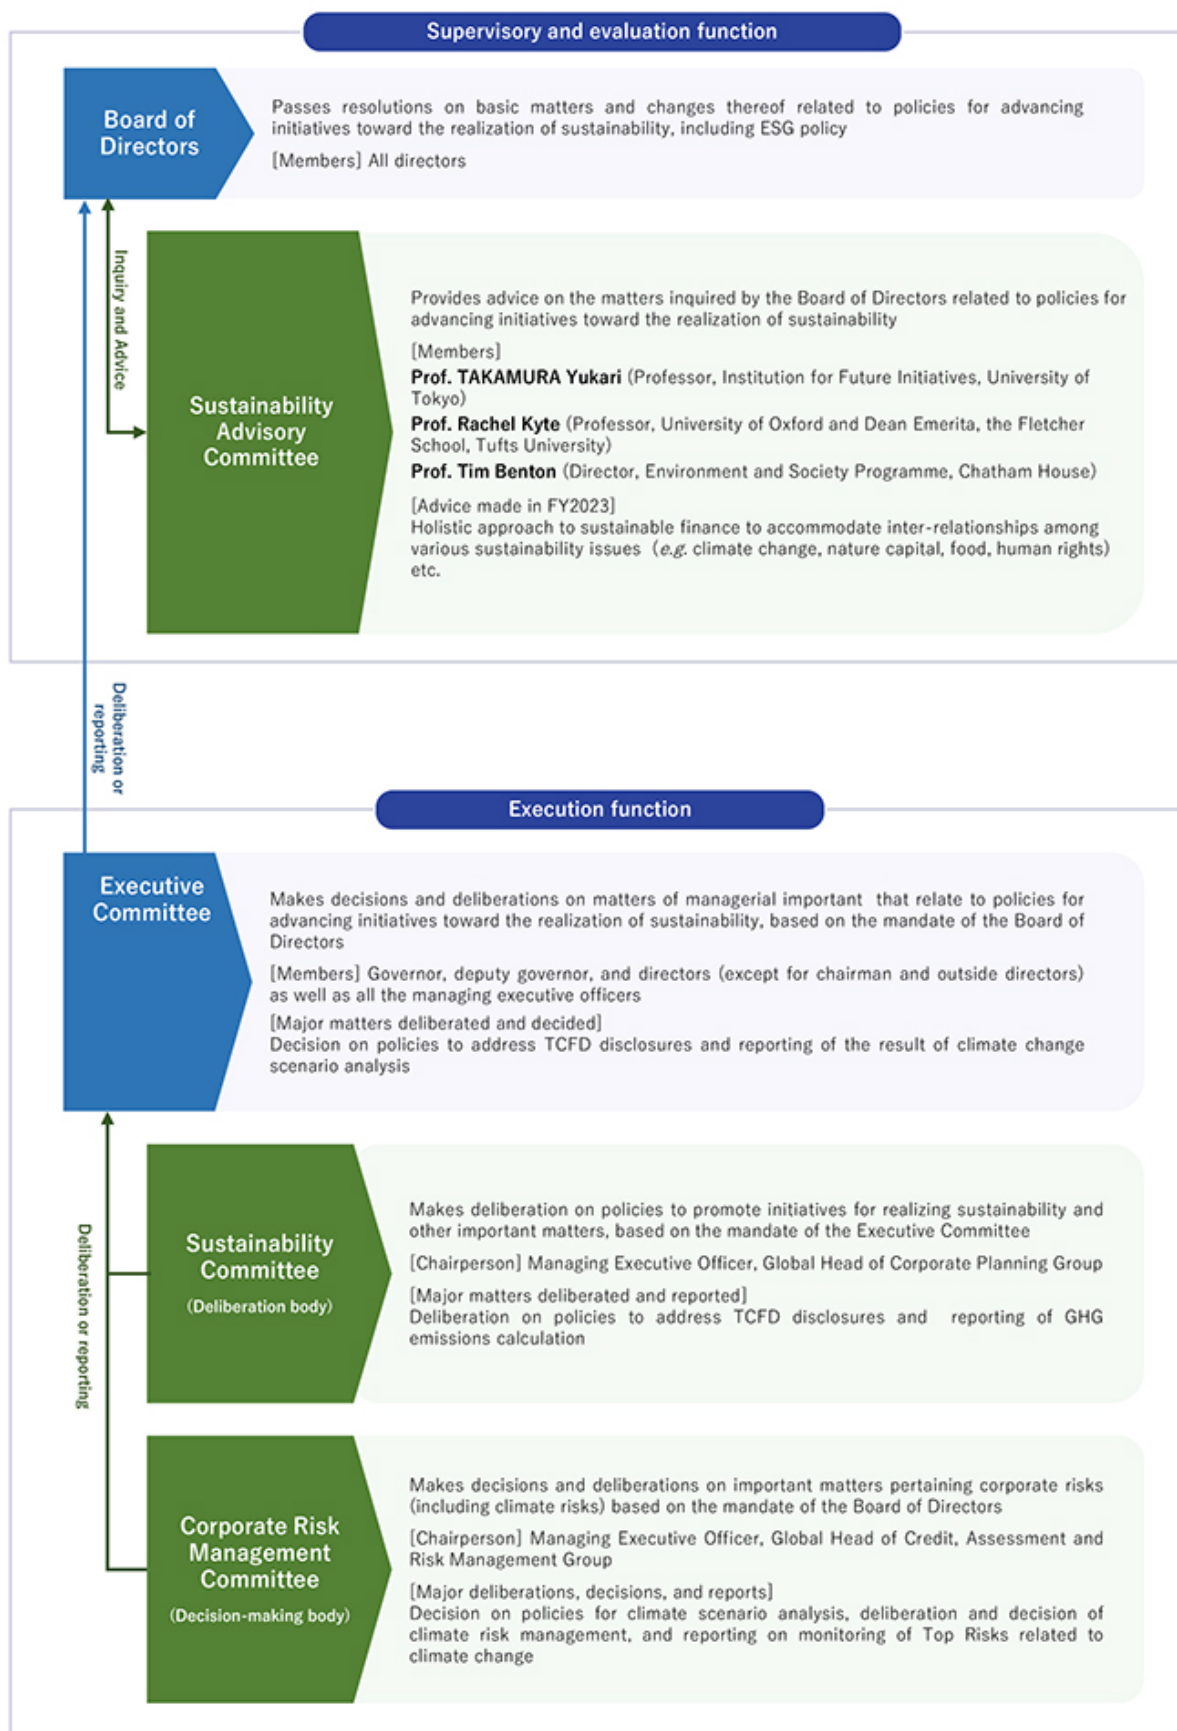 Supervisory and evaluation function
Board of
Directors
Passes resolutions on basic matters and changes thereof related to policies for advancing
initiatives toward the realization of sustainability, including ESG policy
[Members] All directors
Inquiry and Advice
Sustainability
Advisory
Committee
Provides advice on the matters inquired by the Board of Directors related to policies for
advancing initiatives toward the realization of sustainability
[Members]
Prof. TAKAMURA Yukari (Professor, Institution for Future Initiatives, University of
Tokyo)
Prof. Rachel Kyte (Professor, University of Oxford and Dean Emerita, the Fletcher
School, Tufts University)
Prof. Tim Benton (Director, Environment and Society Programme, Chatham House)
[Advice made in FY2023]
Holistic approach to sustainable finance to accommodate inter-relationships among
various sustainability issues (e.g. climate change, nature capital, food, human rights)
etc.
Deliberation or
reporting
Execution function
Executive
Committee
Makes decisions and deliberations on matters of managerial important that relate to policies for
advancing initiatives toward the realization of sustainability, based on the mandate of the Board of
Directors
[Members] Governor, deputy governor, and directors (except for chairman and outside directors)
as well as all the managing executive officers
[Major matters deliberated and decided]
Decision on policies to address TCFD disclosures and reporting of the result of climate change
scenario analysis
Deliberation or reporting
Sustainability
Committee
(Deliberation body)
Makes deliberation on policies to promote initiatives for realizing sustainability and
other important matters, based on the mandate of the Executive Committee
[Chairperson] Managing Executive Officer, Global Head of Corporate Planning Group
[Major matters deliberated and reported]
Deliberation on policies to address TCFD disclosures and reporting of GHG
emissions calculation
Corporate Risk
Management
Committee
(Decision-making body)
Makes decisions and deliberations on important matters pertaining corporate risks
(including climate risks) based on the mandate of the Board of Directors
[Chairperson] Managing Executive Officer, Global Head of Credit, Assessment and
Risk Management Group
[Major deliberations, decisions, and reports]
Decision on policies for climate scenario analysis, deliberation and decision of
climate risk management, and reporting on monitoring of Top Risks related to
climate change